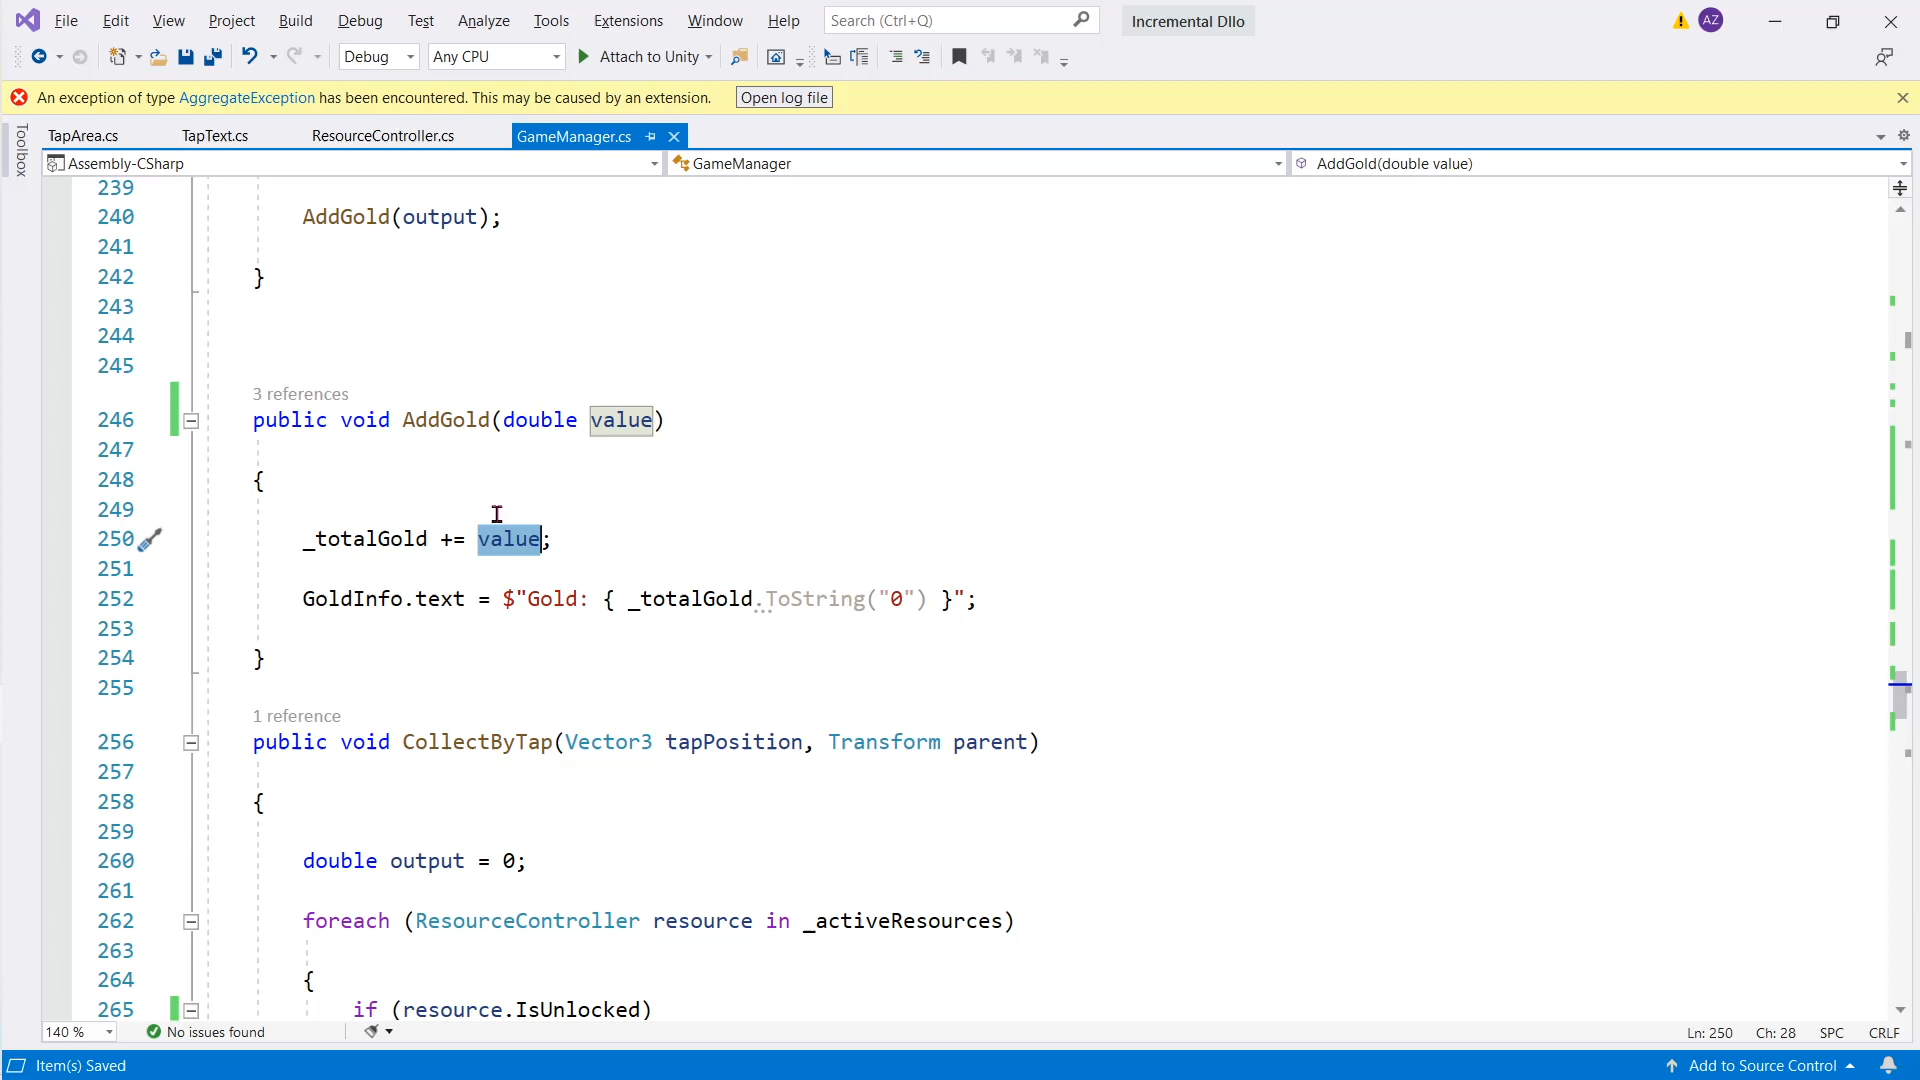 File Edit View Project Build Debug Test Analyze Tools Extensions Window Help Search (Ctrl+Q) Incremental DIlo AZ
Debug Any CPU Attach to Unity
An exception of type AggregateException has been encountered. This may be caused by an extension. Open log file
Toolbox
TapArea.cs TapText.cs ResourceController.cs GameManager.cs
Assembly-CSharp GameManager AddGold(double value)
239
240 AddGold(output);
241
242 }
243
244
245
3 references
246 public void AddGold(double value)
247
248 {
249
250 _totalGold += value;
251
252 GoldInfo.text = $"Gold: { _totalGold.ToString("0") }";
253
254 }
255
1 reference
256 public void CollectByTap(Vector3 tapPosition, Transform parent)
257
258 {
259
260 double output = 0;
261
262 foreach (ResourceController resource in _activeResources)
263
264 {
265 if (resource.IsUnlocked)
140 % No issues found Ln: 250 Ch: 28 SPC CRLF
Item(s) Saved Add to Source Control